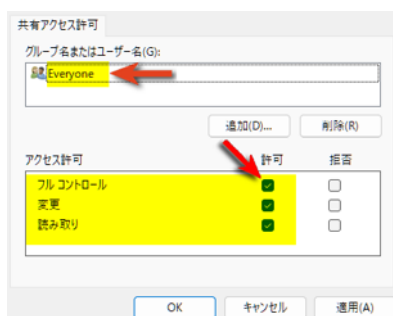 共有アクセス許可
グループ名またはユーザー名(G):
Everyone
追加(D)... 削除(R)
アクセス許可 許可 拒否
フル コントロール
変更
読み取り
OK キャンセル 適用(A)